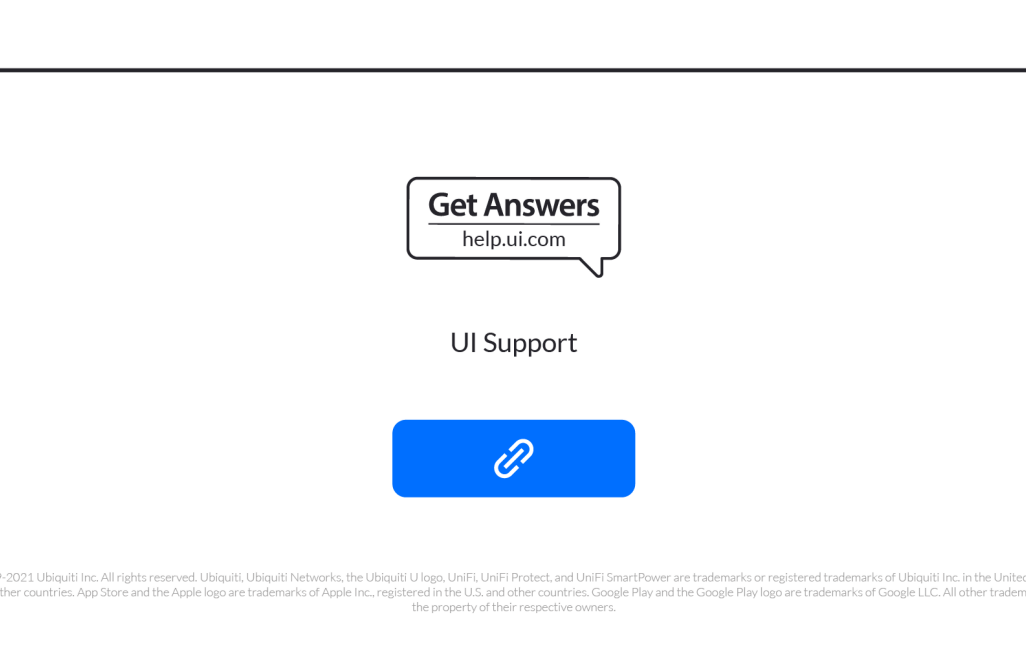 Get Answers
help.ui.com
UI Support
-2021 Ubiquiti Inc. All rights reserved. Ubiquiti, Ubiquiti Networks, the Ubiquiti U logo, UniFi, UniFi Protect, and UniFi SmartPower are trademarks or registered trademarks of Ubiquiti Inc. in the United
ther countries. App Store and the Apple logo are trademarks of Apple Inc., registered in the U.S. and other countries. Google Play and the Google Play logo are trademarks of Google LLC. All other tradem
the property of their respective owners.